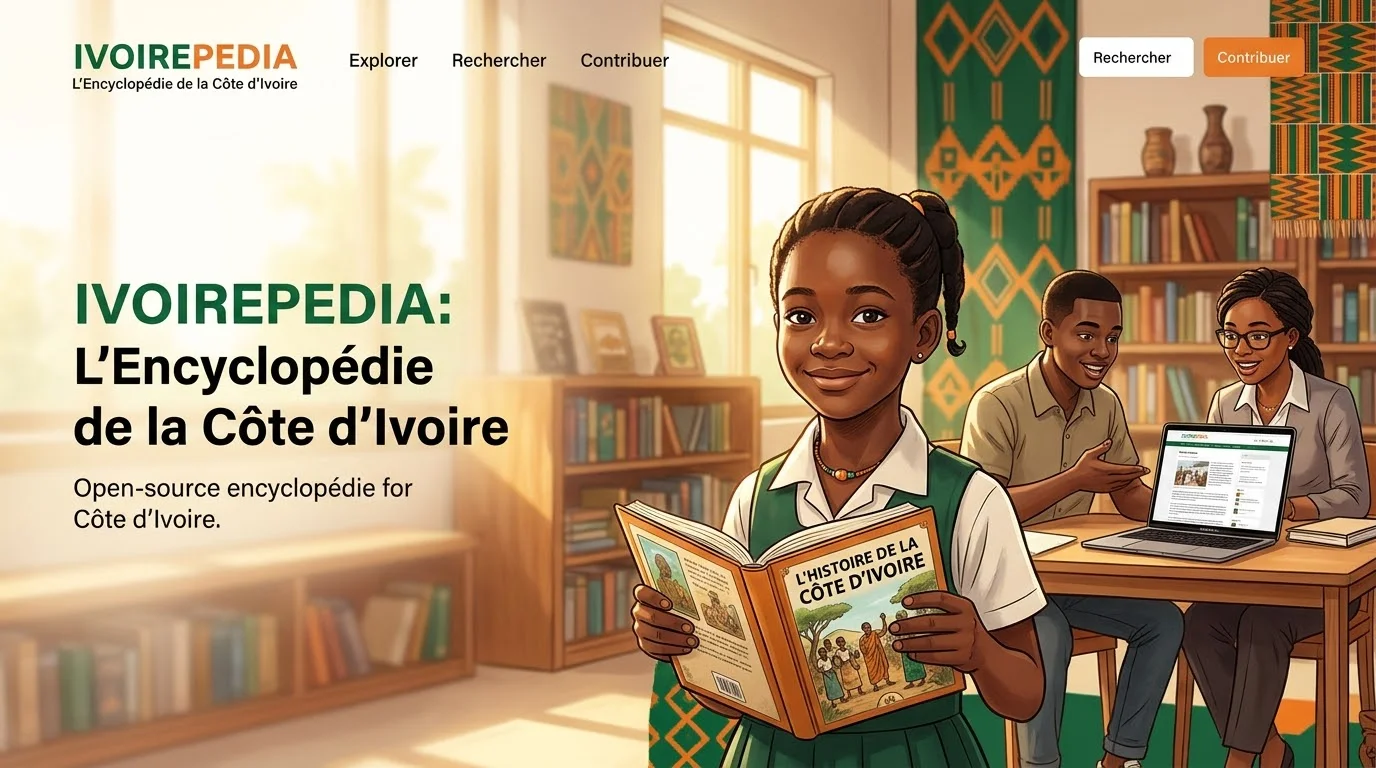 IVOIREPEDIA
L’Encyclopédie de la Côte d’Ivoire
Explorer
Rechercher
Contribuer
Rechercher
Contribuer
IVOIREPEDIA:
L’Encyclopédie
de la Côte d’Ivoire
Open-source encyclopédie for
Côte d’Ivoire.
L’HISTOIRE DE LA
CÔTE D’IVOIRE